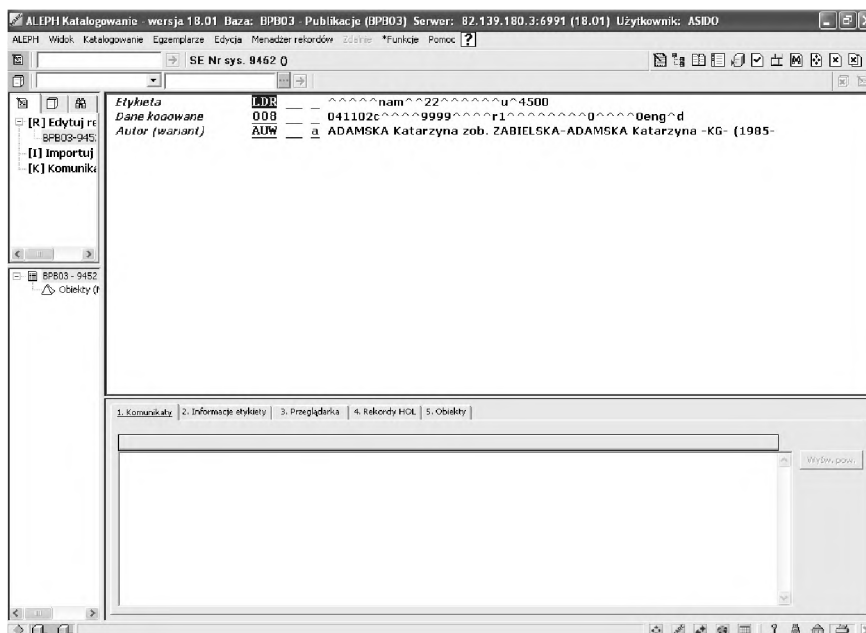 ALEPH Katalogowanie - wersja 18.01 Baza: BPB03 - Publikacje (BPB03) Serwer: 82.139.180.3:6991 (18.01) Użytkownik: ASIDO
ALEPH Widok Katalogowanie Egzemplarze Edycja Menadżer rekordów Zdalnie *Funkcje Pomoc ?
SE Nr sys. 9452 ()
Etykieta LDR __ _ ^^^^^nam^^22^^^^^^u^4500
Dane kodowane 008 __ _ 041102c^^^^9999^^^^r1^^^^^^^^0^^^^0eng^d
Autor (wariant) AUW __ a ADAMSKA Katarzyna zob. ZABIELSKA-ADAMSKA Katarzyna -KG- (1985-
[R] Edytuj re
BPB03-945
[I] Importuj
[K] Komunika
BPB03 - 9452
Obiekty (
1. Komunikaty 2. Informacje etykiety 3. Przeglądarka 4. Rekordy HOL 5. Obiekty
Wyśw. pow.